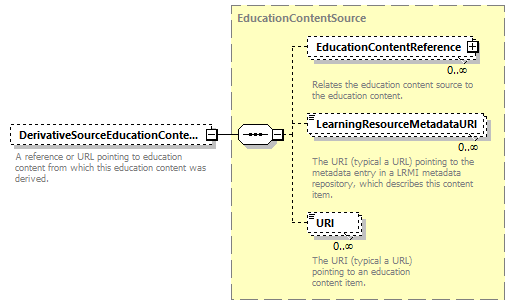 EducationContentSource
EducationContentReference
0..∞
Relates the education content source to
the education content.
DerivativeSourceEducationConte...
A reference or URL pointing to education
content from which this education content was
derived.
LearningResourceMetadataURI
0..∞
The URI (typical a URL) pointing to the
metadata entry in a LRMI metadata
repository, which describes this content
item.
URI
0..∞
The URI (typical a URL)
pointing to an education
content item.